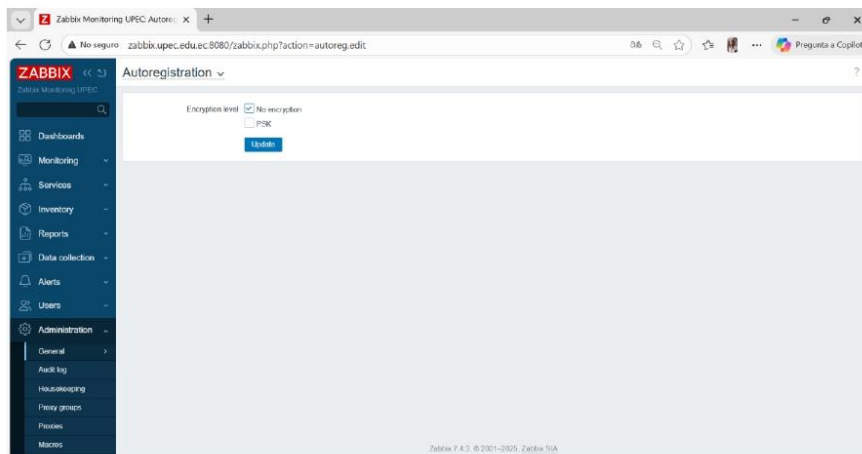 Zabbix Monitoring UPEC: Autoreg
No seguro zabbix.upec.edu.ec:8080/zabbix.php?action=autoreg.edit
Pregunta a Copilot
ZABBIX
Zabbix Monitoring UPEC
Autoregistration
?
Encryption level No encryption
PSK
Update
Dashboards
Monitoring
Services
Inventory
Reports
Data collection
Alerts
Users
Administration
General
Audit log
Housekeeping
Proxy groups
Proxies
Macros
Zabbix 7.4.3. © 2001–2025, Zabbix SIA